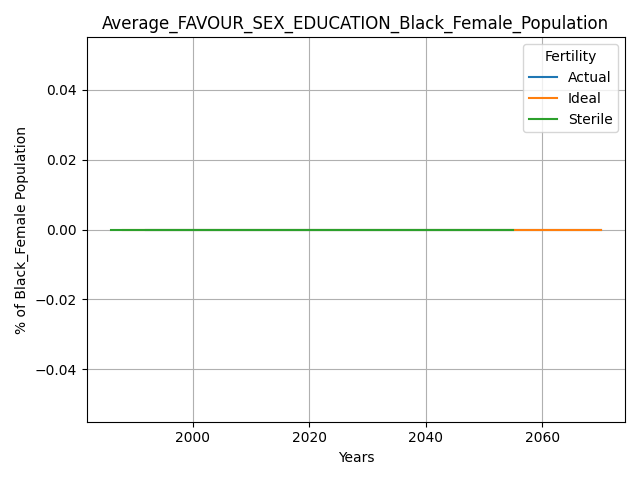 Average_FAVOUR_SEX_EDUCATION_Black_Female_Population
Fertility
Actual
Ideal
Sterile
% of Black_Female Population
0.04
0.02
0.00
−0.02
−0.04
2000 2020 2040 2060
Years